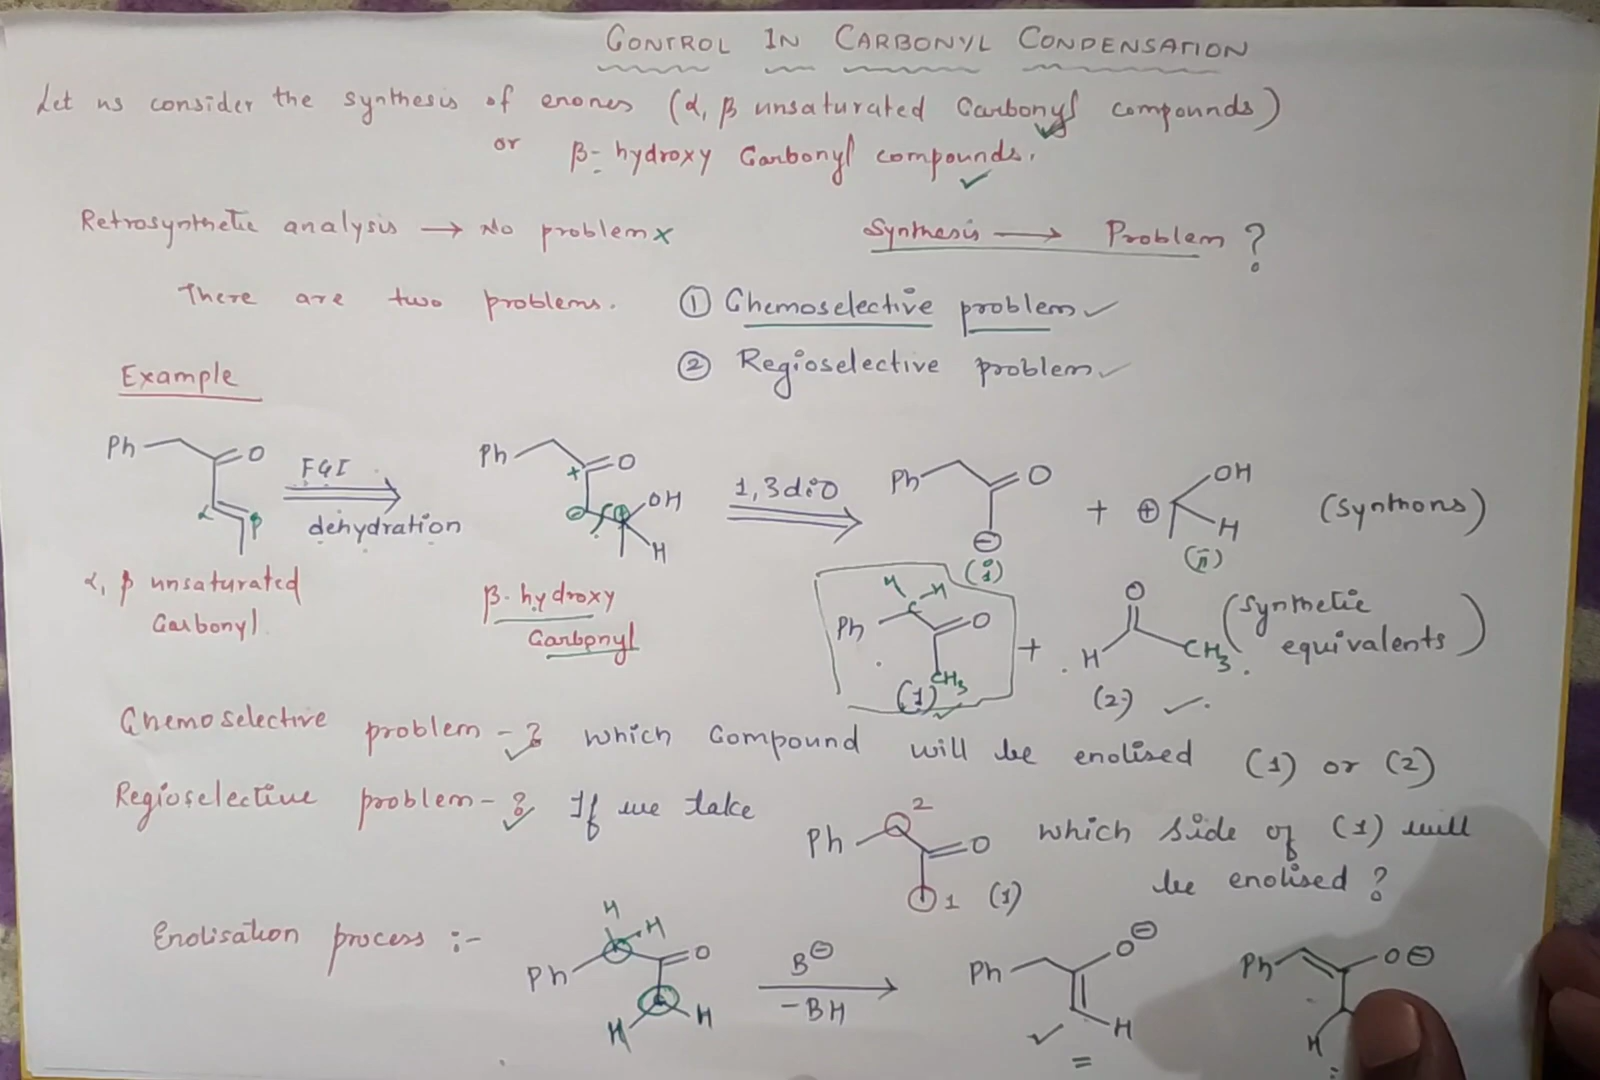 CONTROL IN CARBONYL CONDENSATION
Let us consider the synthesis of enones (α, β unsaturated Carbonyl compounds)
or β- hydroxy Carbonyl compounds.
Retrosynthetic analysis → No problem x Synthesis → Problem ?
There are two problems. ① Chemoselective problem ✓
② Regioselective problem ✓
Example
Ph O FGI dehydration Ph O OH H 1,3 diO Ph O ⊖ (i) + ⊕ OH H (ii) (Synthons)
α β
α, β unsaturated Carbonyl
β- hydroxy Carbonyl
Ph H H C O CH3 (1) + O H CH3 (2) (synthetic equivalents)
Chemoselective problem - ? which compound will be enolised (1) or (2)
Regioselective problem - ? If we take Ph 2 O 1 (1) which side of (1) will
be enolised ?
Enolisation process :- Ph H H O H H B⊖ -BH Ph O⊖ H Ph O⊖ H